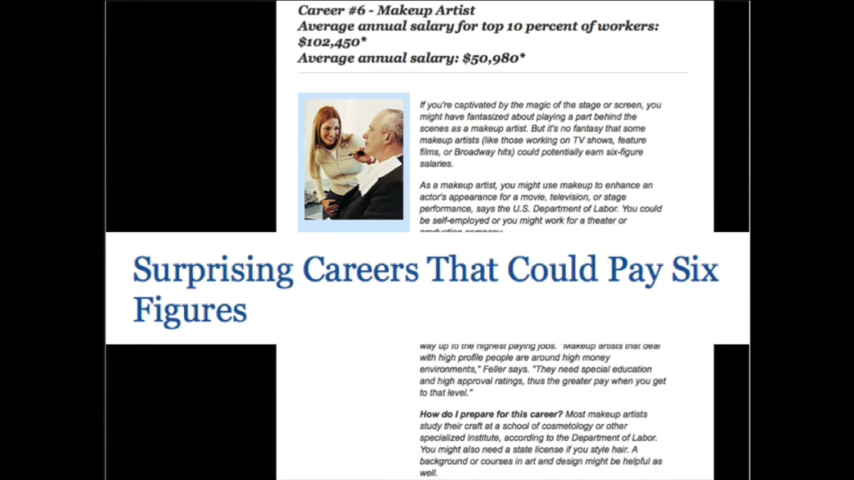 Career #6 - Makeup Artist
Average annual salary for top 10 percent of workers:
$102,450*
Average annual salary: $50,980*
If you're captivated by the magic of the stage or screen, you
might have fantasized about playing a part behind the
scenes as a makeup artist. But it's no fantasy that some
makeup artists (like those working on TV shows, feature
films, or Broadway hits) could potentially earn six-figure
salaries.
As a makeup artist, you might use makeup to enhance an
actor's appearance for a movie, television, or stage
performance, says the U.S. Department of Labor. You could
be self-employed or you might work for a theater or
production company.
Surprising Careers That Could Pay Six
Figures
way up to the highest paying jobs. "Makeup artists that deal
with high profile people are around high money
environments," Feller says. "They need special education
and high approval ratings, thus the greater pay when you get
to that level."
How do I prepare for this career? Most makeup artists
study their craft at a school of cosmetology or other
specialized institute, according to the Department of Labor.
You might also need a state license if you style hair. A
background or courses in art and design might be helpful as
well.